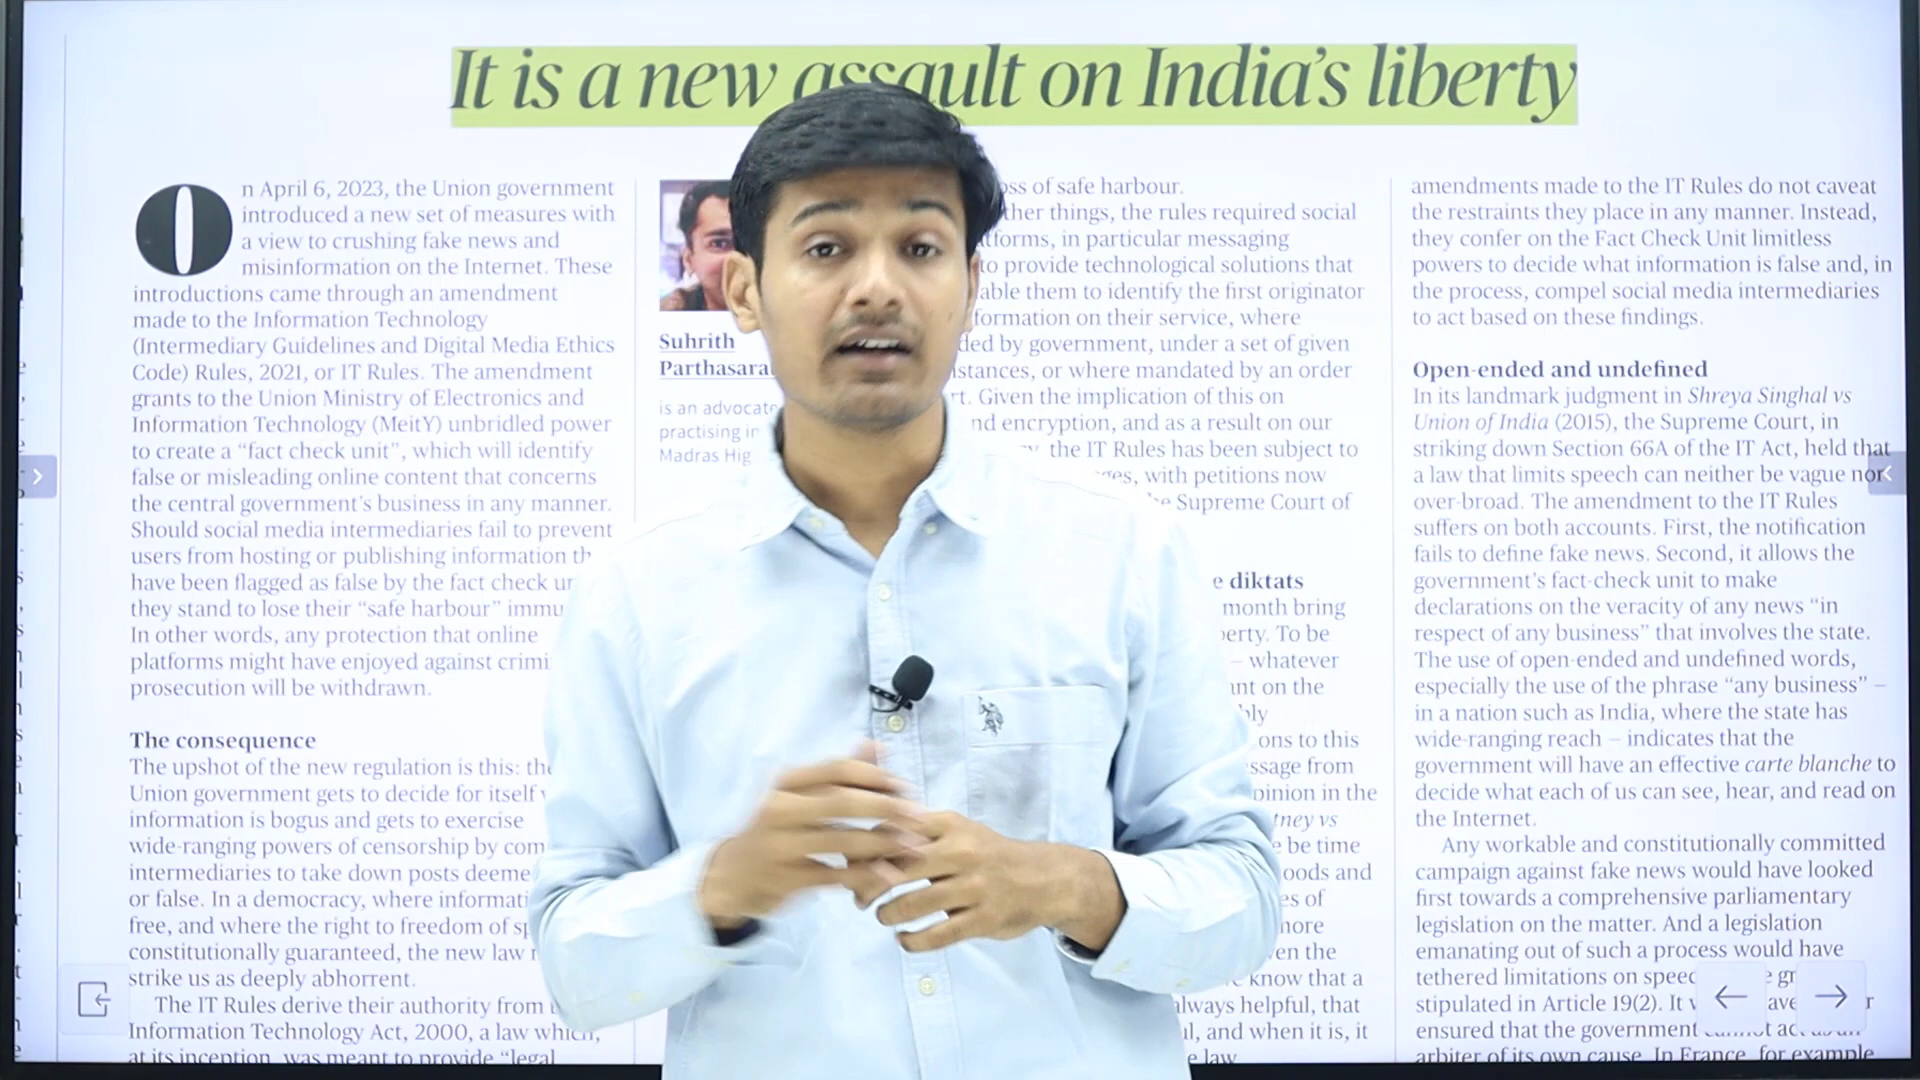 It is a new assault on India's liberty
On April 6, 2023, the Union government
introduced a new set of measures with
a view to crushing fake news and
misinformation on the Internet. These
introductions came through an amendment
made to the Information Technology
(Intermediary Guidelines and Digital Media Ethics
Code) Rules, 2021, or IT Rules. The amendment
grants to the Union Ministry of Electronics and
Information Technology (MeitY) unbridled power
to create a “fact check unit”, which will identify
false or misleading online content that concerns
the central government's business in any manner.
Should social media intermediaries fail to prevent
users from hosting or publishing information
have been flagged as false by the fact check
they stand to lose their “safe harbour”
In other words, any protection that online
platforms might have enjoyed against
prosecution will be withdrawn.
The consequence
The upshot of the new regulation is this:
Union government gets to decide for itself
information is bogus and gets to exercise
wide-ranging powers of censorship by
intermediaries to take down posts
or false. In a democracy, where
free, and where the right to freedom of
constitutionally guaranteed, the new law
strike us as deeply abhorrent.
The IT Rules derive their authority from
Information Technology Act, 2000, a law which,
at its inception, was meant to provide “legal
Suhrith
is an advocate
practising in
Madras
of safe harbour.
things, the rules required social
in particular messaging
to provide technological solutions that
them to identify the first originator
on their service, where
by government, under a set of given
or where mandated by an order
Given the implication of this on
encryption, and as a result on our
the IT Rules has been subject to
with petitions now
Supreme Court of
diktats
month bring
To be
– whatever
on the
to this
from
in the
vs
be time
and
of
the
know that a
always helpful, that
and when it is, it
law
amendments made to the IT Rules do not caveat
the restraints they place in any manner. Instead,
they confer on the Fact Check Unit limitless
powers to decide what information is false and, in
the process, compel social media intermediaries
to act based on these findings.
Open-ended and undefined
In its landmark judgment in Shreya Singhal vs
Union of India (2015), the Supreme Court, in
striking down Section 66A of the IT Act, held that
a law that limits speech can neither be vague nor
over-broad. The amendment to the IT Rules
suffers on both accounts. First, the notification
fails to define fake news. Second, it allows the
government's fact-check unit to make
declarations on the veracity of any news “in
respect of any business” that involves the state.
The use of open-ended and undefined words,
especially the use of the phrase “any business” –
in a nation such as India, where the state has
wide-ranging reach – indicates that the
government will have an effective carte blanche to
decide what each of us can see, hear, and read on
the Internet.
Any workable and constitutionally committed
campaign against fake news would have looked
first towards a comprehensive parliamentary
legislation on the matter. And a legislation
emanating out of such a process would have
tethered limitations on
stipulated in Article 19(2). It
ensured that the government
arbiter of its own cause. In France, for example